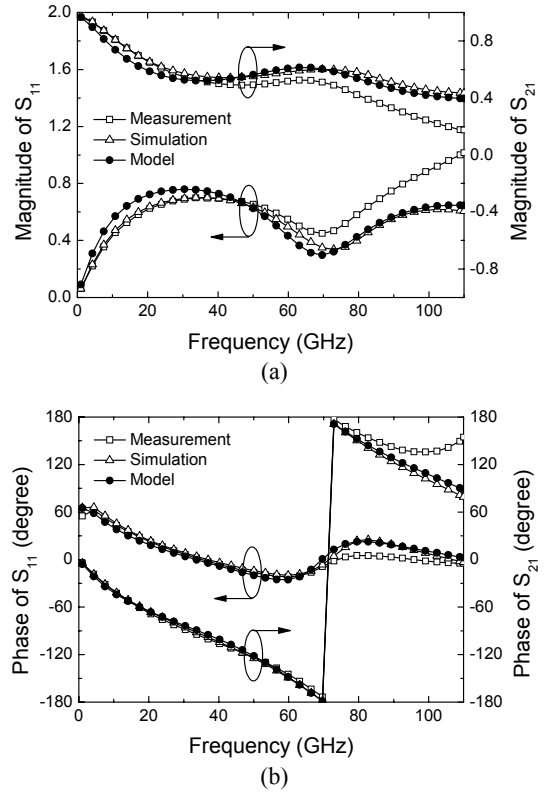 2.0
1.6
1.2
0.8
0.4
0.0
Magnitude of S11
0.8
0.4
0.0
-0.4
-0.8
Magnitude of S21
Measurement
Simulation
Model
0 20 40 60 80 100
Frequency (GHz)
(a)
180
120
60
0
-60
-120
-180
Phase of S11 (degree)
180
120
60
0
-60
-120
-180
Phase of S21 (degree)
Measurement
Simulation
Model
0 20 40 60 80 100
Frequency (GHz)
(b)